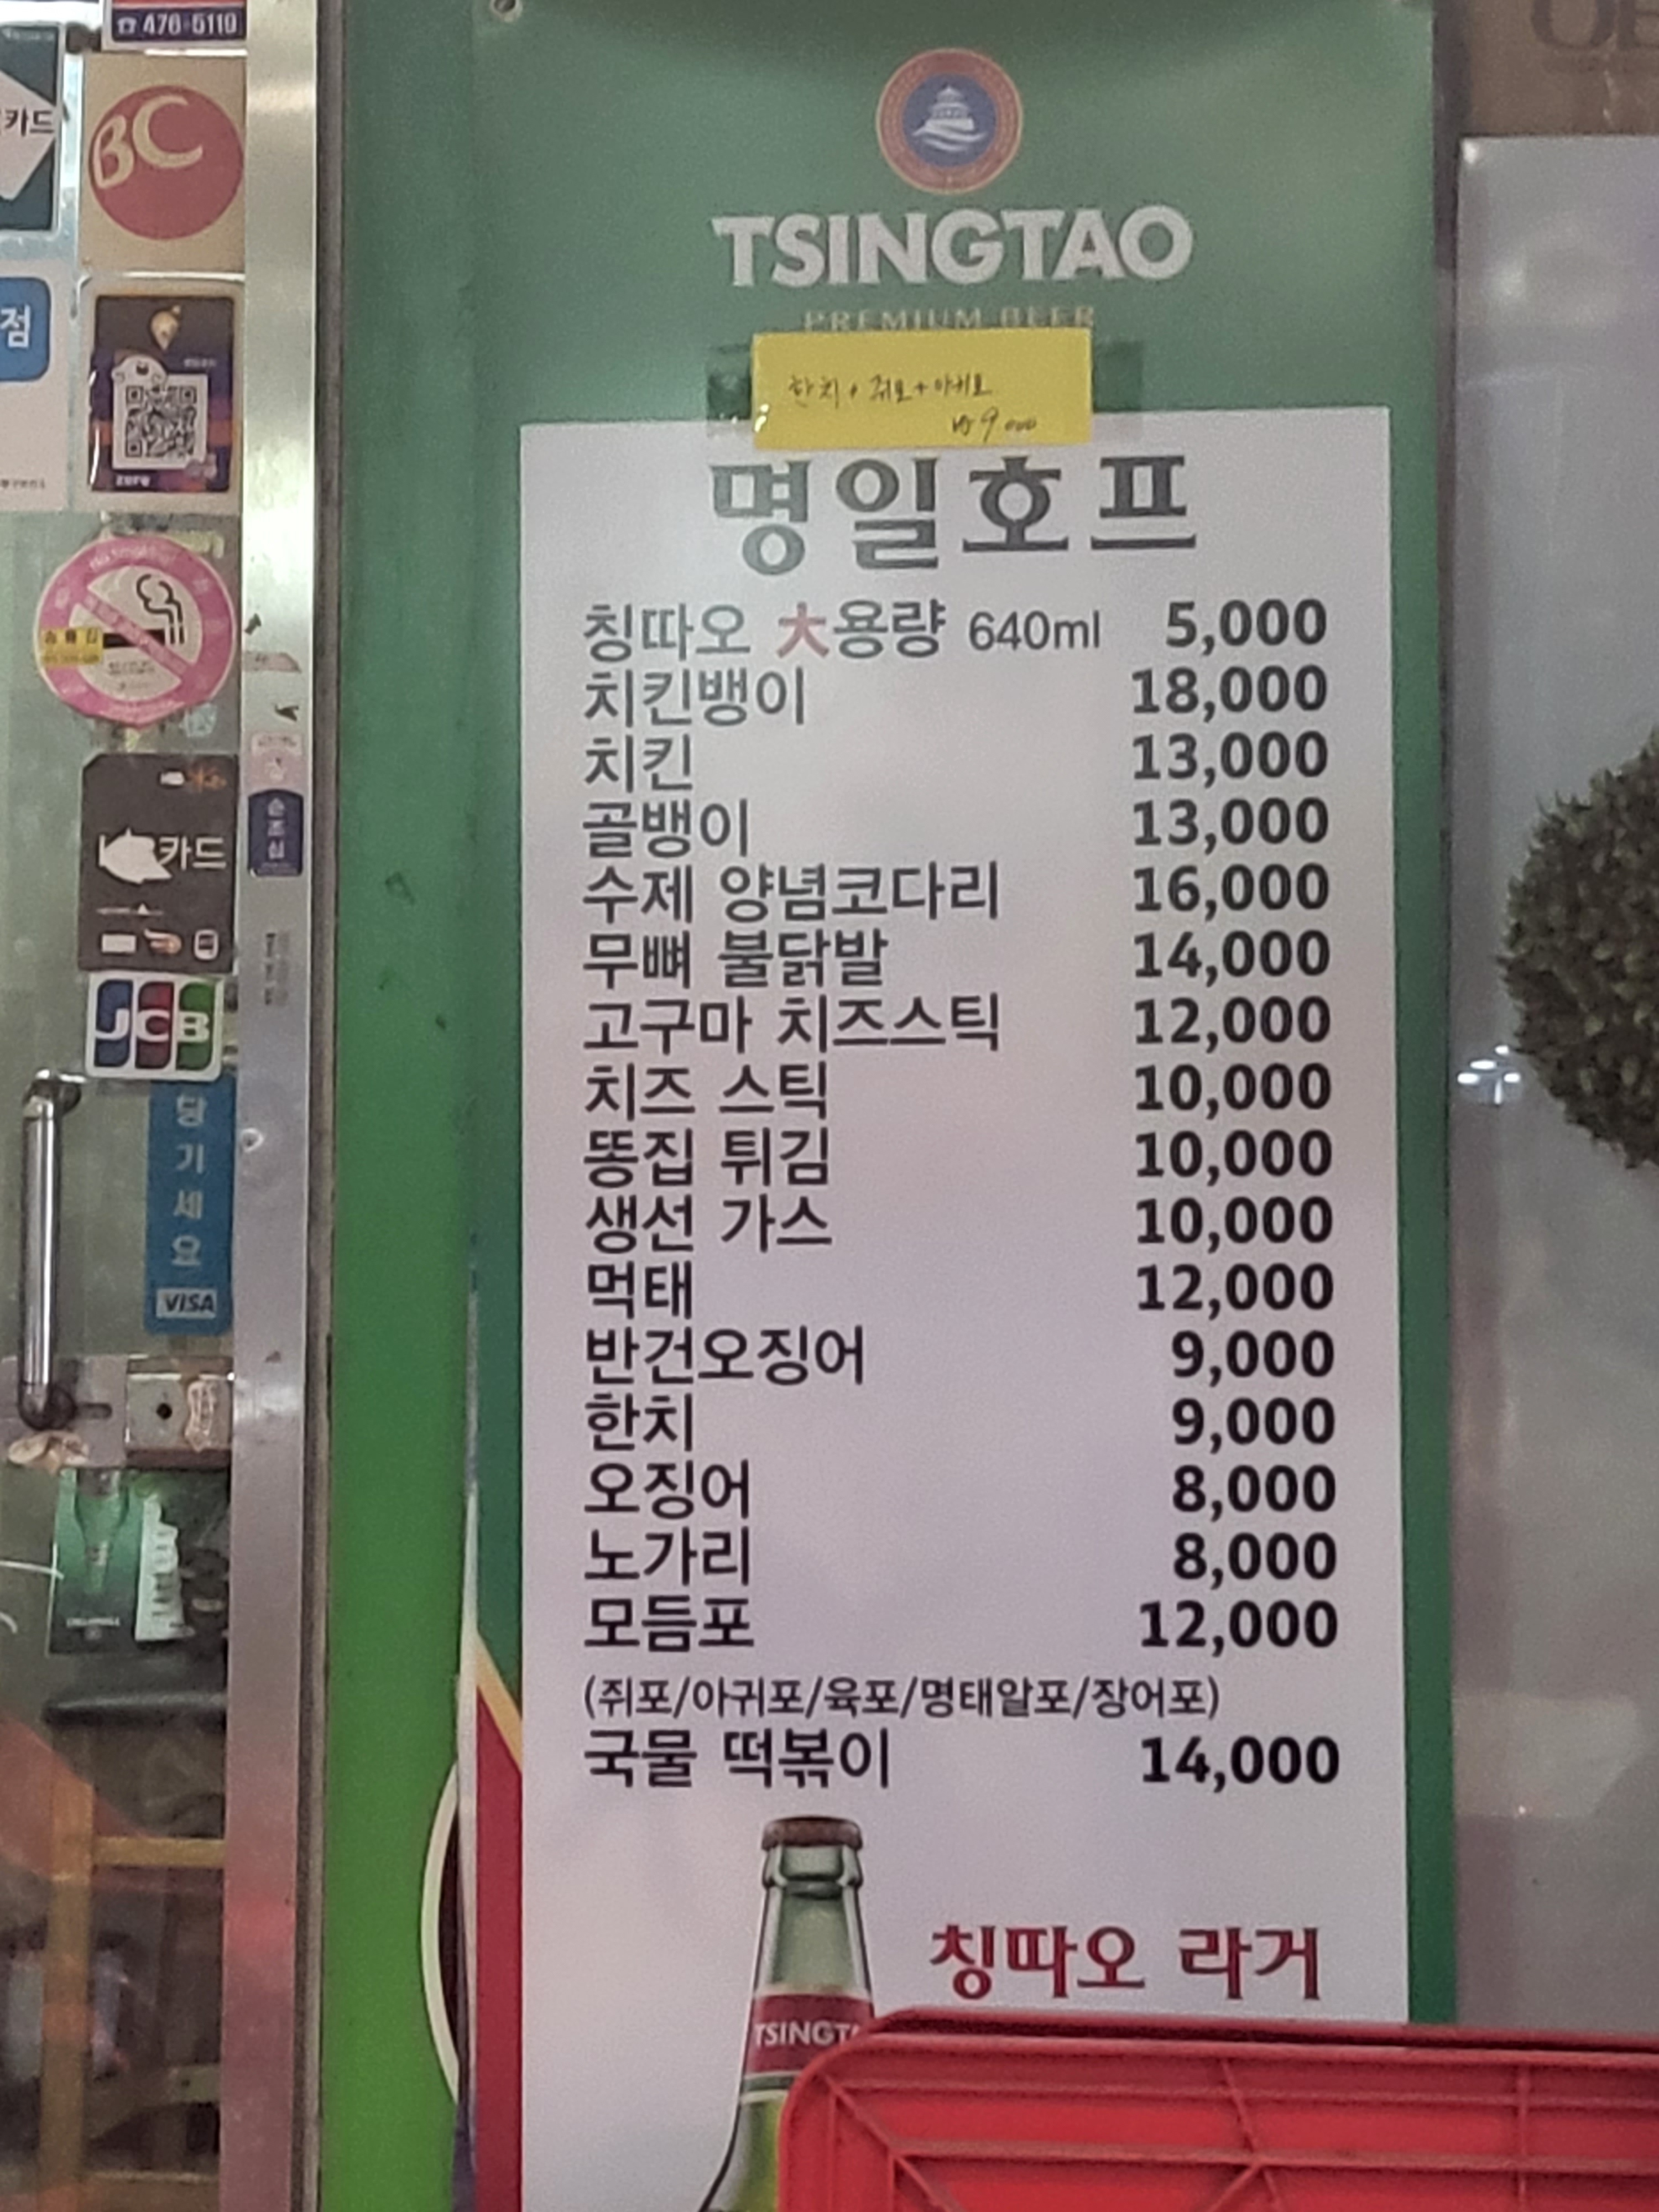 476-5119
카드
BC
점
카드
JCB
당
기
세
요
VISA
TSINGTAO
PREMIUM BEER
한치+쥐포+아귀포
₩9.000
명일호프
칭따오 大용량 640ml 5,000
치킨뱅이 18,000
치킨 13,000
골뱅이 13,000
수제 양념코다리 16,000
무뼈 불닭발 14,000
고구마 치즈스틱 12,000
치즈 스틱 10,000
똥집 튀김 10,000
생선 가스 10,000
먹태 12,000
반건오징어 9,000
한치 9,000
오징어 8,000
노가리 8,000
모듬포 12,000
(쥐포/아귀포/육포/명태알포/장어포)
국물 떡볶이 14,000
칭따오 라거
TSINGT